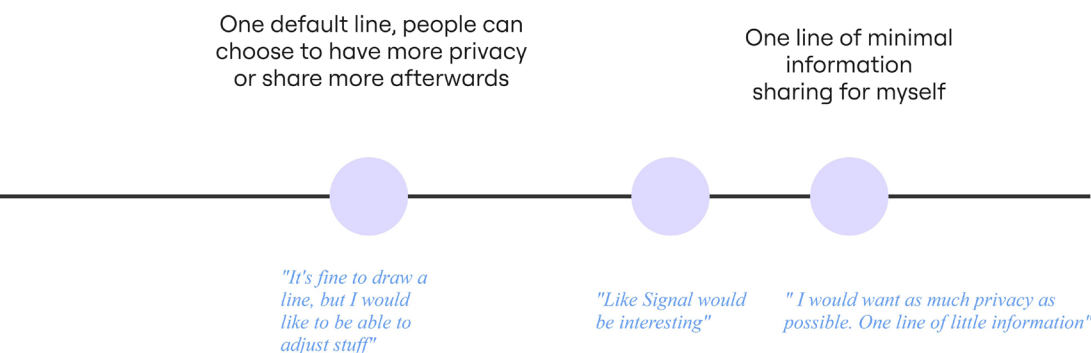 One default line, people can
choose to have more privacy
or share more afterwards
One line of minimal
information
sharing for myself
"It's fine to draw a
line, but I would
like to be able to
adjust stuff"
"Like Signal would
be interesting"
" I would want as much privacy as
possible. One line of little information"